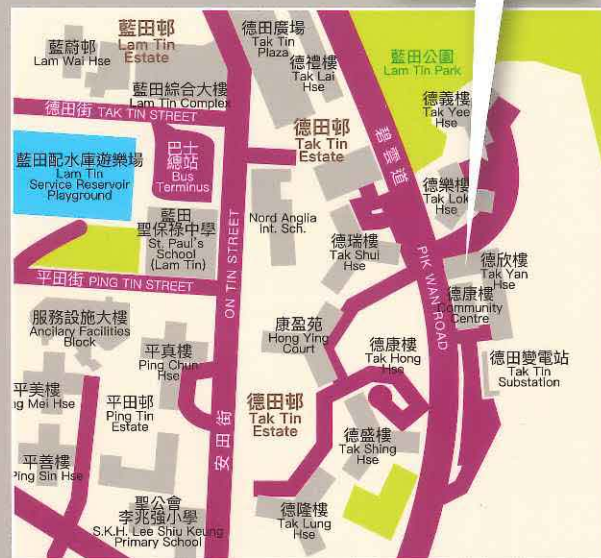 藍田邨
Lam Tin
Estate
藍蔚邨
Lam Wai Hse
德田廣場
Tak Tin
Plaza
德禮樓
Tak Lai
Hse
藍田公園
Lam Tin Park
藍田綜合大樓
Lam Tin Complex
德義樓
Tak Yee
Hse
德田街 TAK TIN STREET
德田邨
Tak Tin
Estate
碧雲道
PIK WAN ROAD
藍田配水庫遊樂場
Lam Tin
Service Reservoir
Playground
巴士
總站
Bus
Terminus
德樂樓
Tak Lok
Hse
藍田
聖保祿中學
St. Paul's
School
(Lam Tin)
Nord Anglia
Int. Sch.
德瑞樓
Tak Shui
Hse
ON TIN STREET
安田街
德欣樓
Tak Yan
Hse
平田街 PING TIN STREET
德康樓
Community
Centre
服務設施大樓
Ancilary Facilities
Block
康盈苑
Hong Ying
Court
平真樓
Ping Chun
Hse
德康樓
Tak Hong
Hse
德田變電站
Tak Tin
Substation
平美樓
ng Mei Hse
平田邨
Ping Tin
Estate
德田邨
Tak Tin
Estate
德盛樓
Tak Shing
Hse
平善樓
Ping Sin Hse
聖公會
李兆強小學
S.K.H. Lee Shiu Keung
Primary School
德隆樓
Tak Lung
Hse